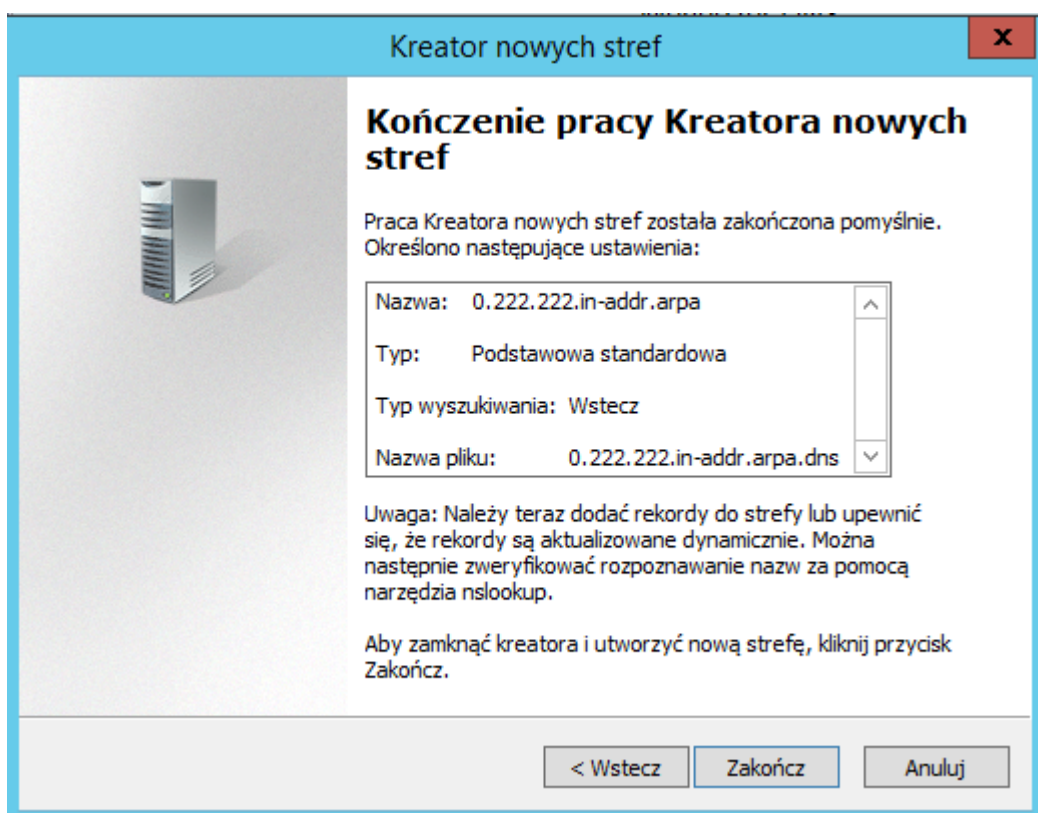 Kreator nowych stref
x
Kończenie pracy Kreatora nowych
stref
Praca Kreatora nowych stref została zakończona pomyślnie.
Określono następujące ustawienia:
Nazwa: 0.222.222.in-addr.arpa
Typ: Podstawowa standardowa
Typ wyszukiwania: Wstecz
Nazwa pliku: 0.222.222.in-addr.arpa.dns
Uwaga: Należy teraz dodać rekordy do strefy lub upewnić
się, że rekordy są aktualizowane dynamicznie. Można
następnie zweryfikować rozpoznawanie nazw za pomocą
narzędzia nslookup.
Aby zamknąć kreatora i utworzyć nową strefę, kliknij przycisk
Zakończ.
< Wstecz Zakończ Anuluj